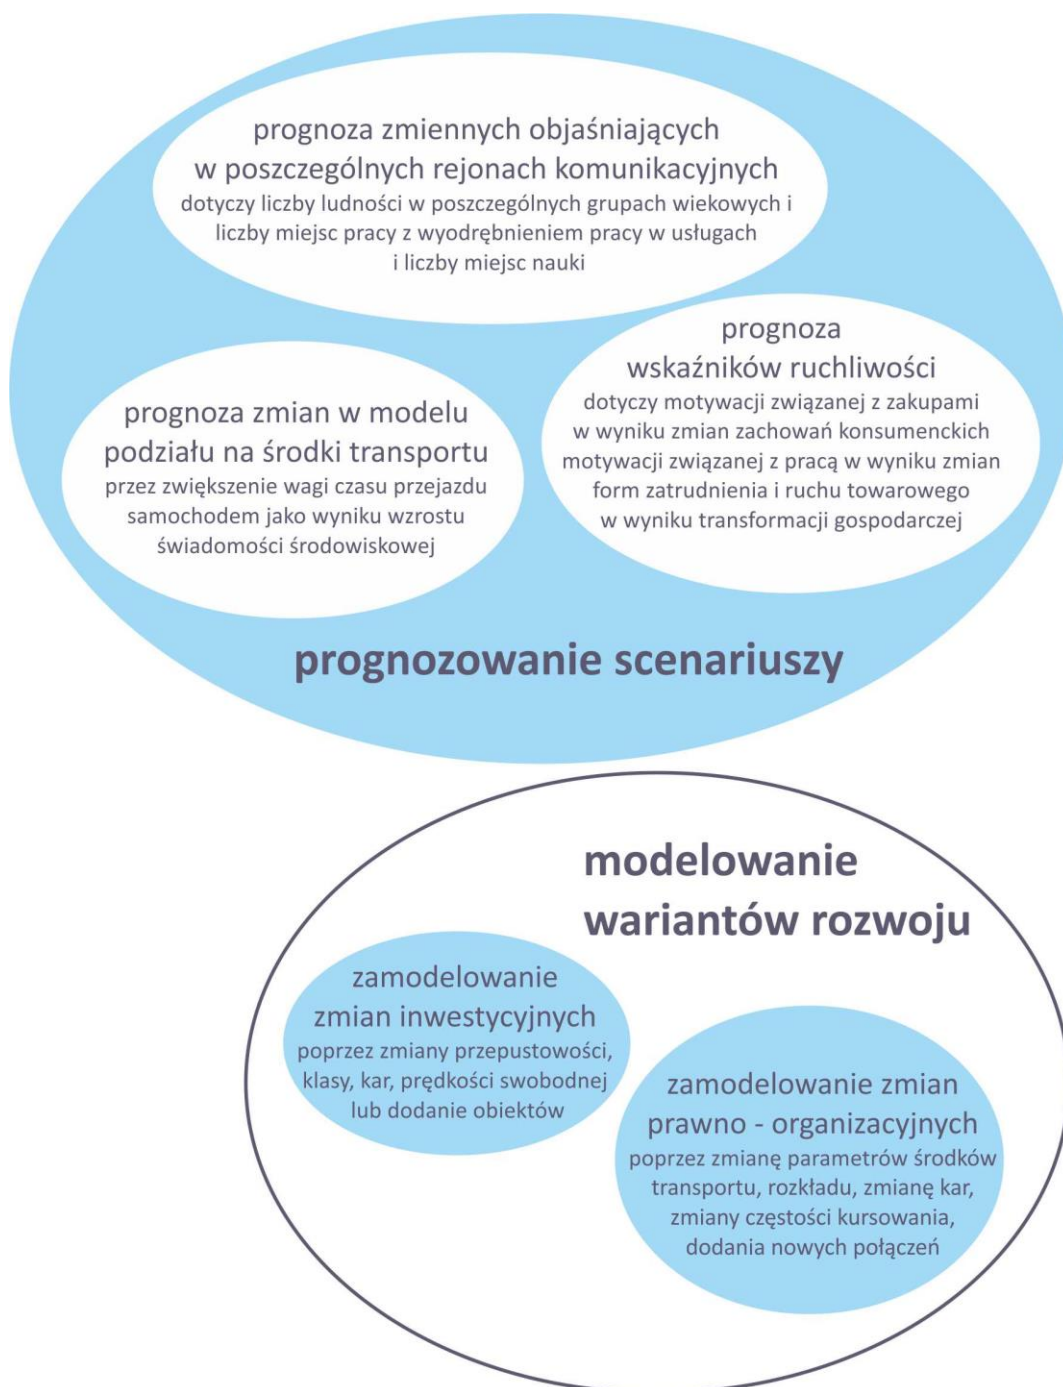 prognoza zmiennych objaśniających
w poszczególnych rejonach komunikacyjnych
dotyczy liczby ludności w poszczególnych grupach wiekowych i
liczby miejsc pracy z wyodrębnieniem pracy w usługach
i liczby miejsc nauki
prognoza
wskaźników ruchliwości
dotyczy motywacji związanej z zakupami
w wyniku zmian zachowań konsumenckich
motywacji związanej z pracą w wyniku zmian
form zatrudnienia i ruchu towarowego
w wyniku transformacji gospodarczej
prognoza zmian w modelu
podziału na środki transportu
przez zwiększenie wagi czasu przejazdu
samochodem jako wyniku wzrostu
świadomości środowiskowej
prognozowanie scenariuszy
modelowanie
wariantów rozwoju
zamodelowanie
zmian inwestycyjnych
poprzez zmiany przepustowości,
klasy, kar, prędkości swobodnej
lub dodanie obiektów
zamodelowanie zmian
prawno - organizacyjnych
poprzez zmianę parametrów środków
transportu, rozkładu, zmianę kar,
zmiany częstości kursowania,
dodania nowych połączeń